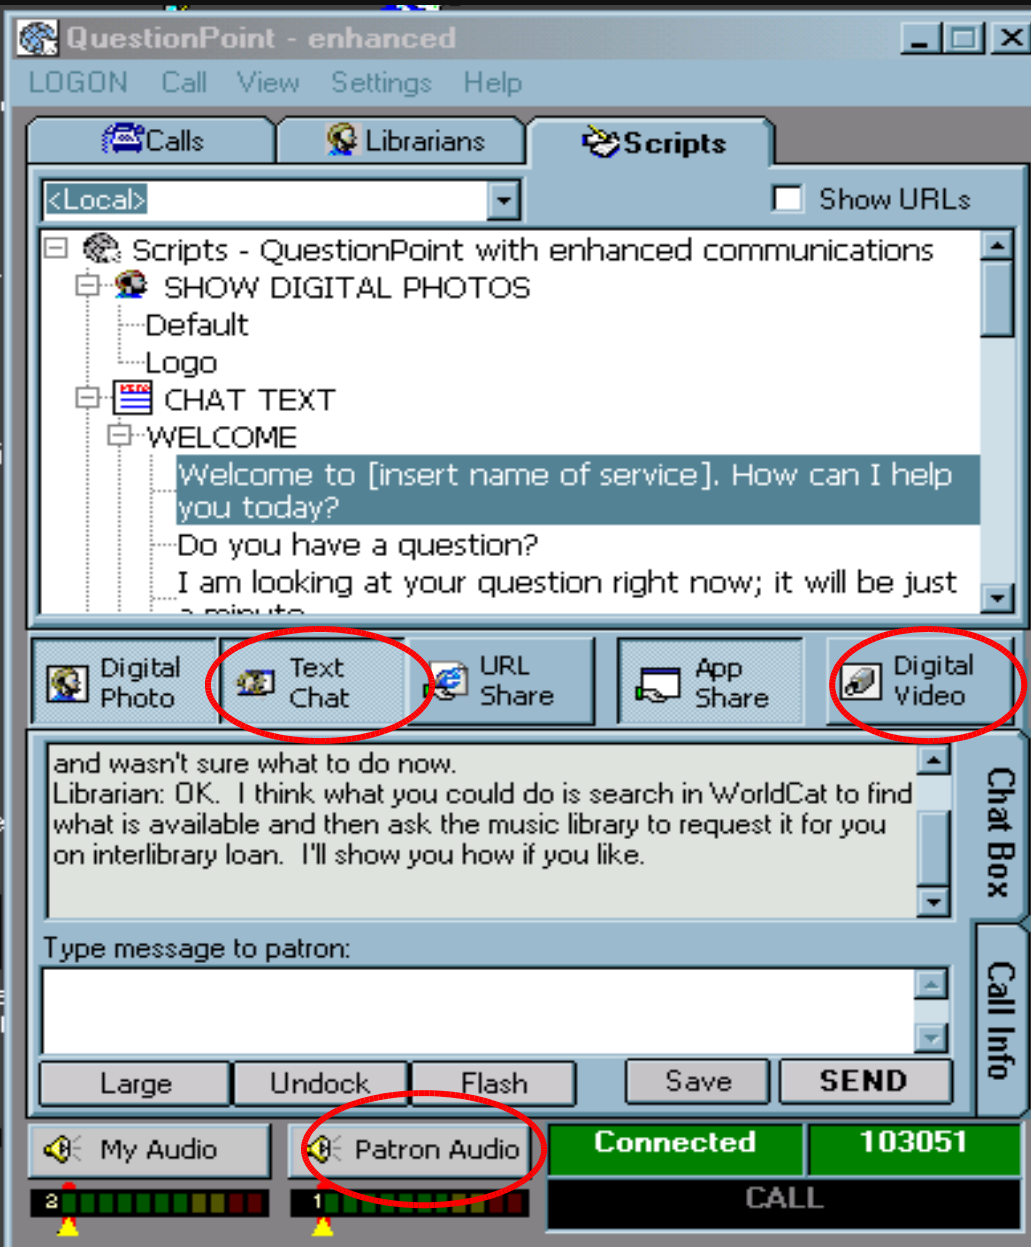 QuestionPoint - enhanced
LOGON Call View Settings Help
Calls Librarians Scripts
<Local> Show URLs
Scripts - QuestionPoint with enhanced communications
SHOW DIGITAL PHOTOS
Default
Logo
CHAT TEXT
WELCOME
Welcome to [insert name of service]. How can I help
you today?
Do you have a question?
I am looking at your question right now; it will be just
a minute
Digital Photo
Text Chat
URL Share
App Share
Digital Video
and wasn't sure what to do now.
Librarian: OK. I think what you could do is search in WorldCat to find
what is available and then ask the music library to request it for you
on interlibrary loan. I'll show you how if you like.
Chat Box
Type message to patron:
Call Info
Large Undock Flash Save SEND
My Audio Patron Audio Connected 103051
2 1 CALL